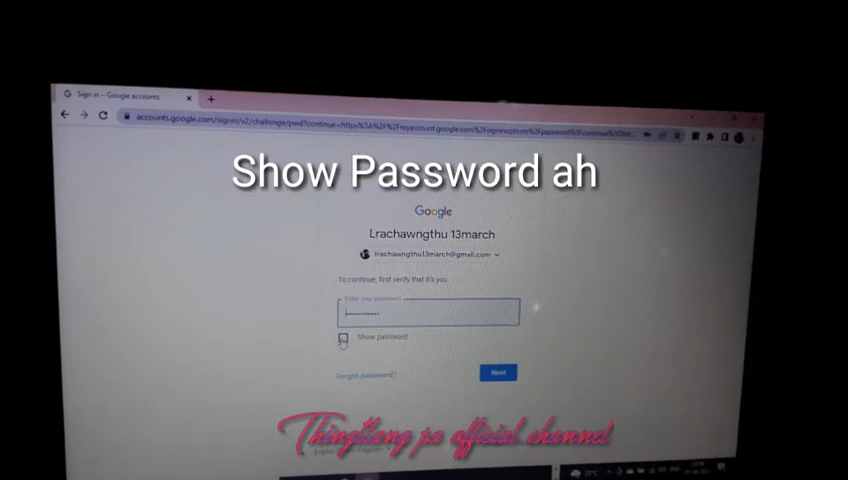 Sign in - Google accounts
Show Password ah
Google
Lrachawngthu 13march
lrachawngthu13march@gmail.com
To continue, first verify that it's you
Enter your password
Show password
Forgot password?
Next
Thingtlang pa official channel
English